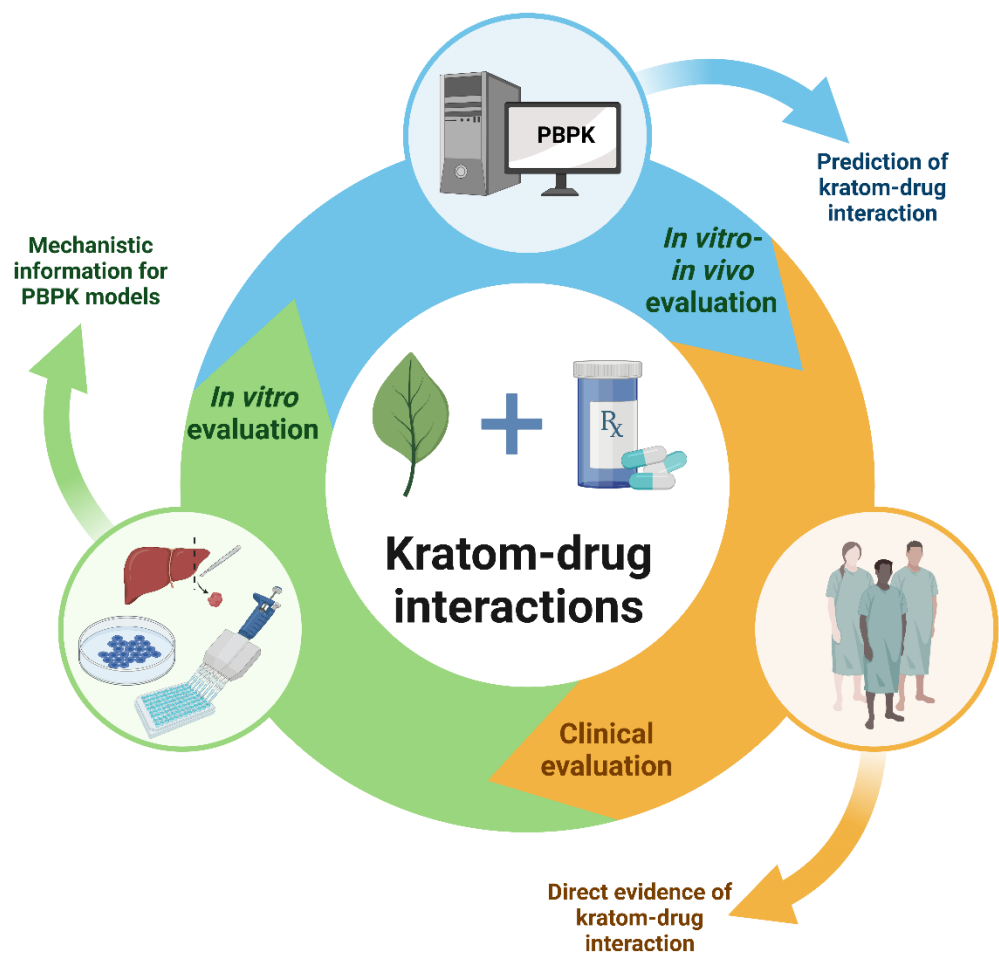 PBPK
Prediction of
kratom-drug
interaction
In vitro-
in vivo
evaluation
Mechanistic
information for
PBPK models
In vitro
evaluation
Rx
Kratom-drug
interactions
Clinical
evaluation
Direct evidence of
kratom-drug
interaction